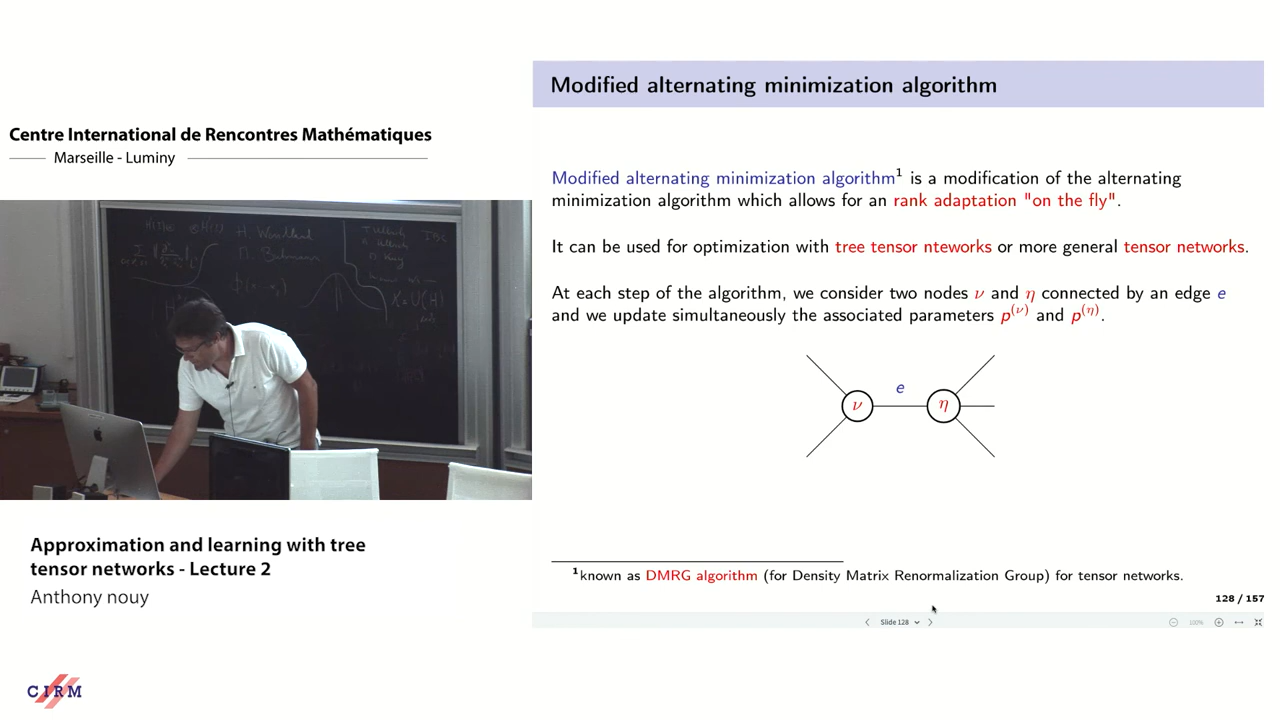 Centre International de Rencontres Mathématiques
Marseille - Luminy
Approximation and learning with tree
tensor networks - Lecture 2
Anthony nouy
CIRM
Modified alternating minimization algorithm
Modified alternating minimization algorithm¹ is a modification of the alternating
minimization algorithm which allows for an rank adaptation "on the fly".
It can be used for optimization with tree tensor nteworks or more general tensor networks.
At each step of the algorithm, we consider two nodes ν and η connected by an edge e
and we update simultaneously the associated parameters p^(ν) and p^(η).
e
ν η
¹known as DMRG algorithm (for Density Matrix Renormalization Group) for tensor networks.
128 / 157
Slide 128
100%